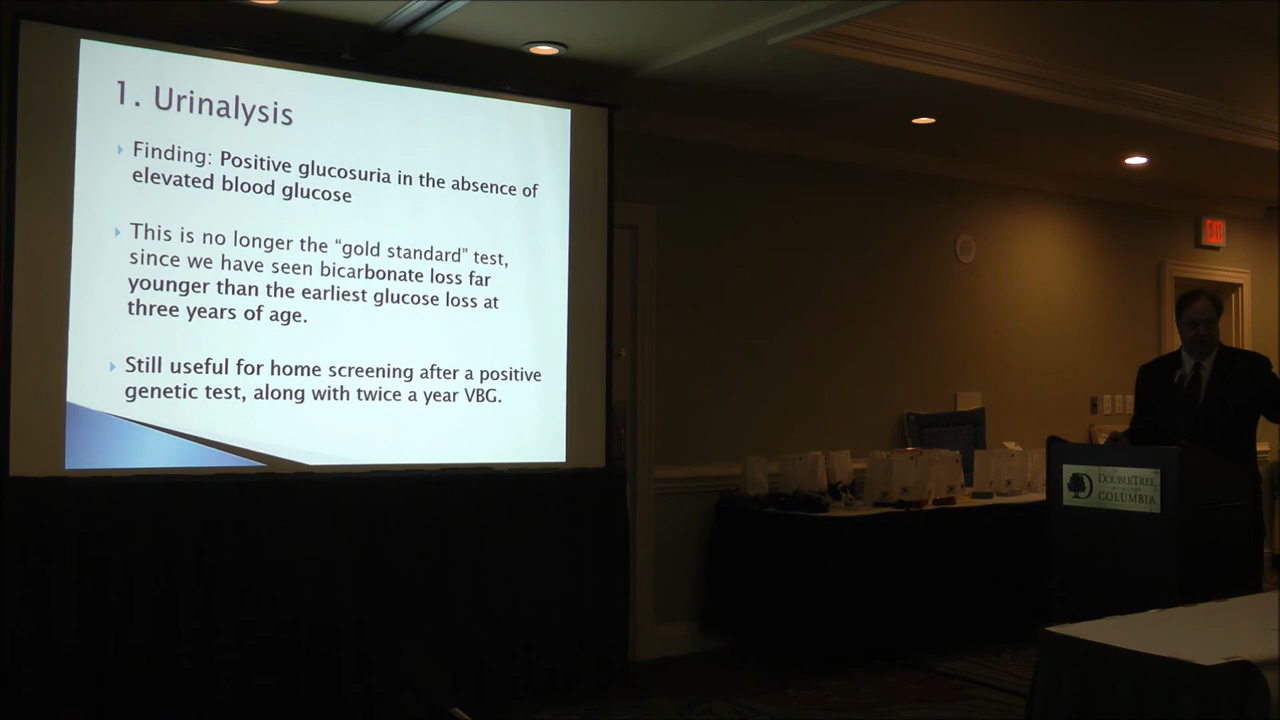 1. Urinalysis
Finding: Positive glucosuria in the absence of
elevated blood glucose
This is no longer the “gold standard” test,
since we have seen bicarbonate loss far
younger than the earliest glucose loss at
three years of age.
Still useful for home screening after a positive
genetic test, along with twice a year VBG.
EXIT
DOUBLETREE
BY HILTON
COLUMBIA